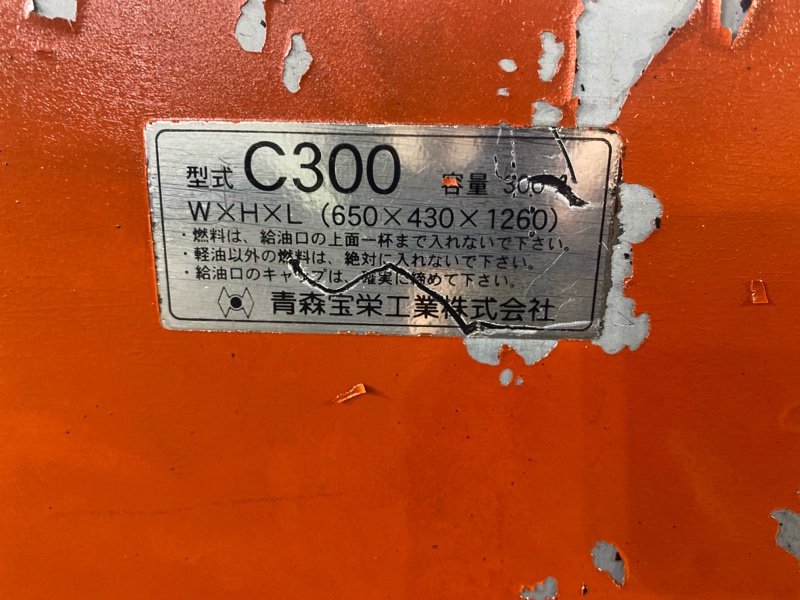 型式 C300 容量 300
W×H×L (650×430×1260)
・燃料は、給油口の上面一杯まで入れないで下さい。
・軽油以外の燃料は、絶対に入れないで下さい。
・給油口のキャップは、確実に締めて下さい。
青森宝栄工業株式会社